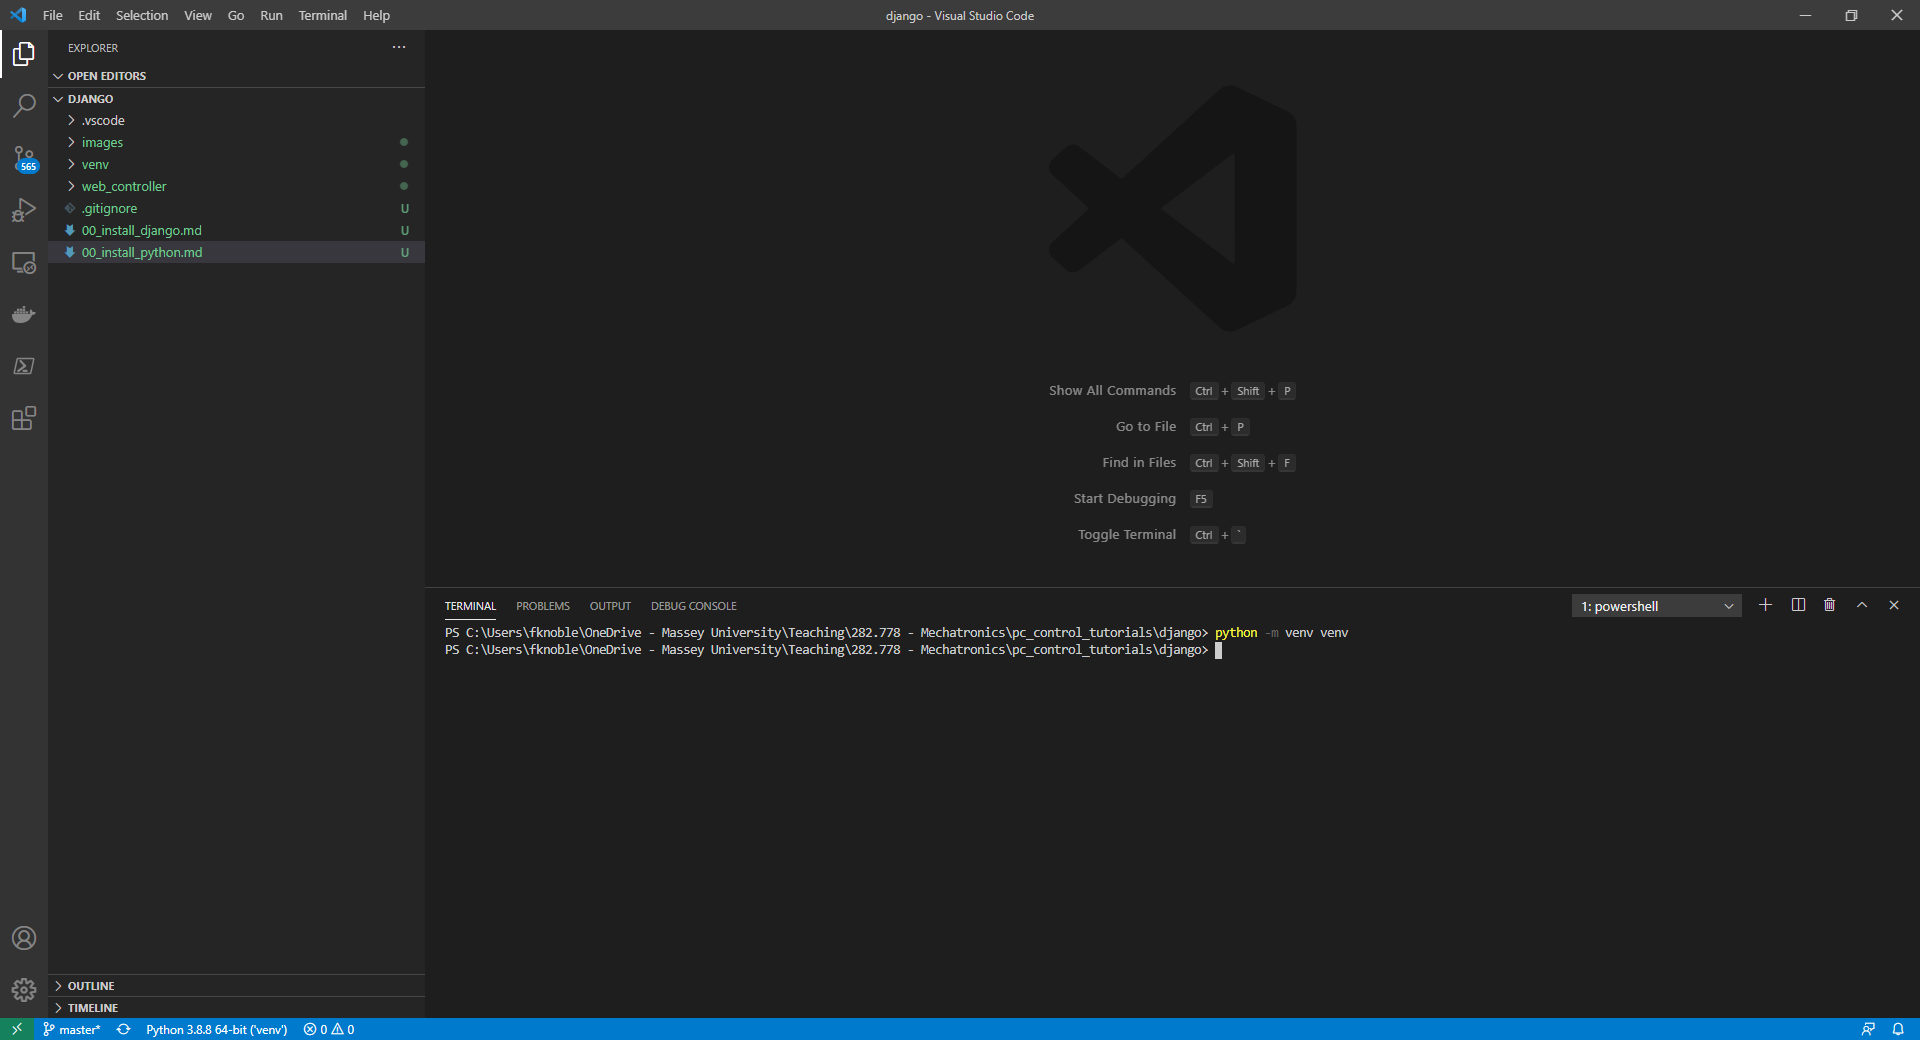 File Edit Selection View Go Run Terminal Help
django - Visual Studio Code
EXPLORER
OPEN EDITORS
DJANGO
.vscode
images
venv
web_controller
.gitignore U
00_install_django.md U
00_install_python.md U
565
Show All Commands Ctrl + Shift + P
Go to File Ctrl + P
Find in Files Ctrl + Shift + F
Start Debugging F5
Toggle Terminal Ctrl + `
TERMINAL PROBLEMS OUTPUT DEBUG CONSOLE 1: powershell
PS C:\Users\fknoble\OneDrive - Massey University\Teaching\282.778 - Mechatronics\pc_control_tutorials\django> python -m venv venv
PS C:\Users\fknoble\OneDrive - Massey University\Teaching\282.778 - Mechatronics\pc_control_tutorials\django>
OUTLINE
TIMELINE
master* Python 3.8.8 64-bit ('venv') 0 0